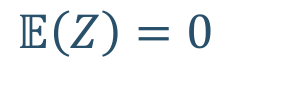 𝔼(Z) = 0